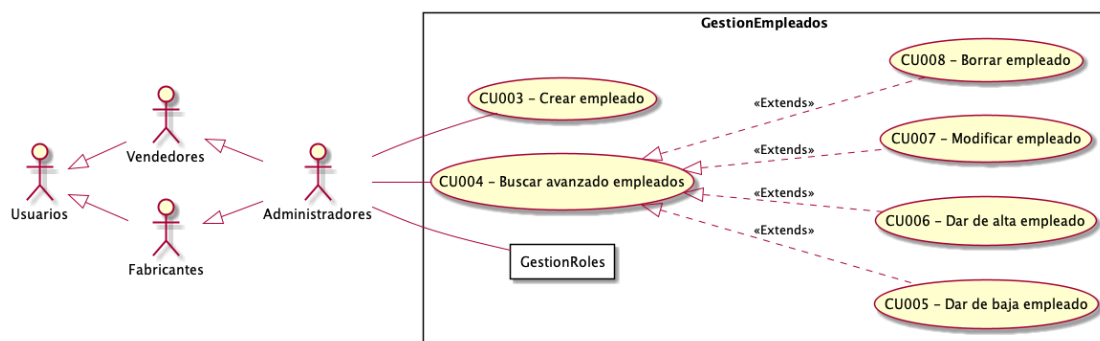 GestionEmpleados
CU008 – Borrar empleado
CU003 – Crear empleado
«Extends»
CU007 – Modificar empleado
Vendedores
«Extends»
CU004 – Buscar avanzado empleados
Usuarios
Administradores
«Extends»
CU006 – Dar de alta empleado
«Extends»
Fabricantes
GestionRoles
CU005 – Dar de baja empleado